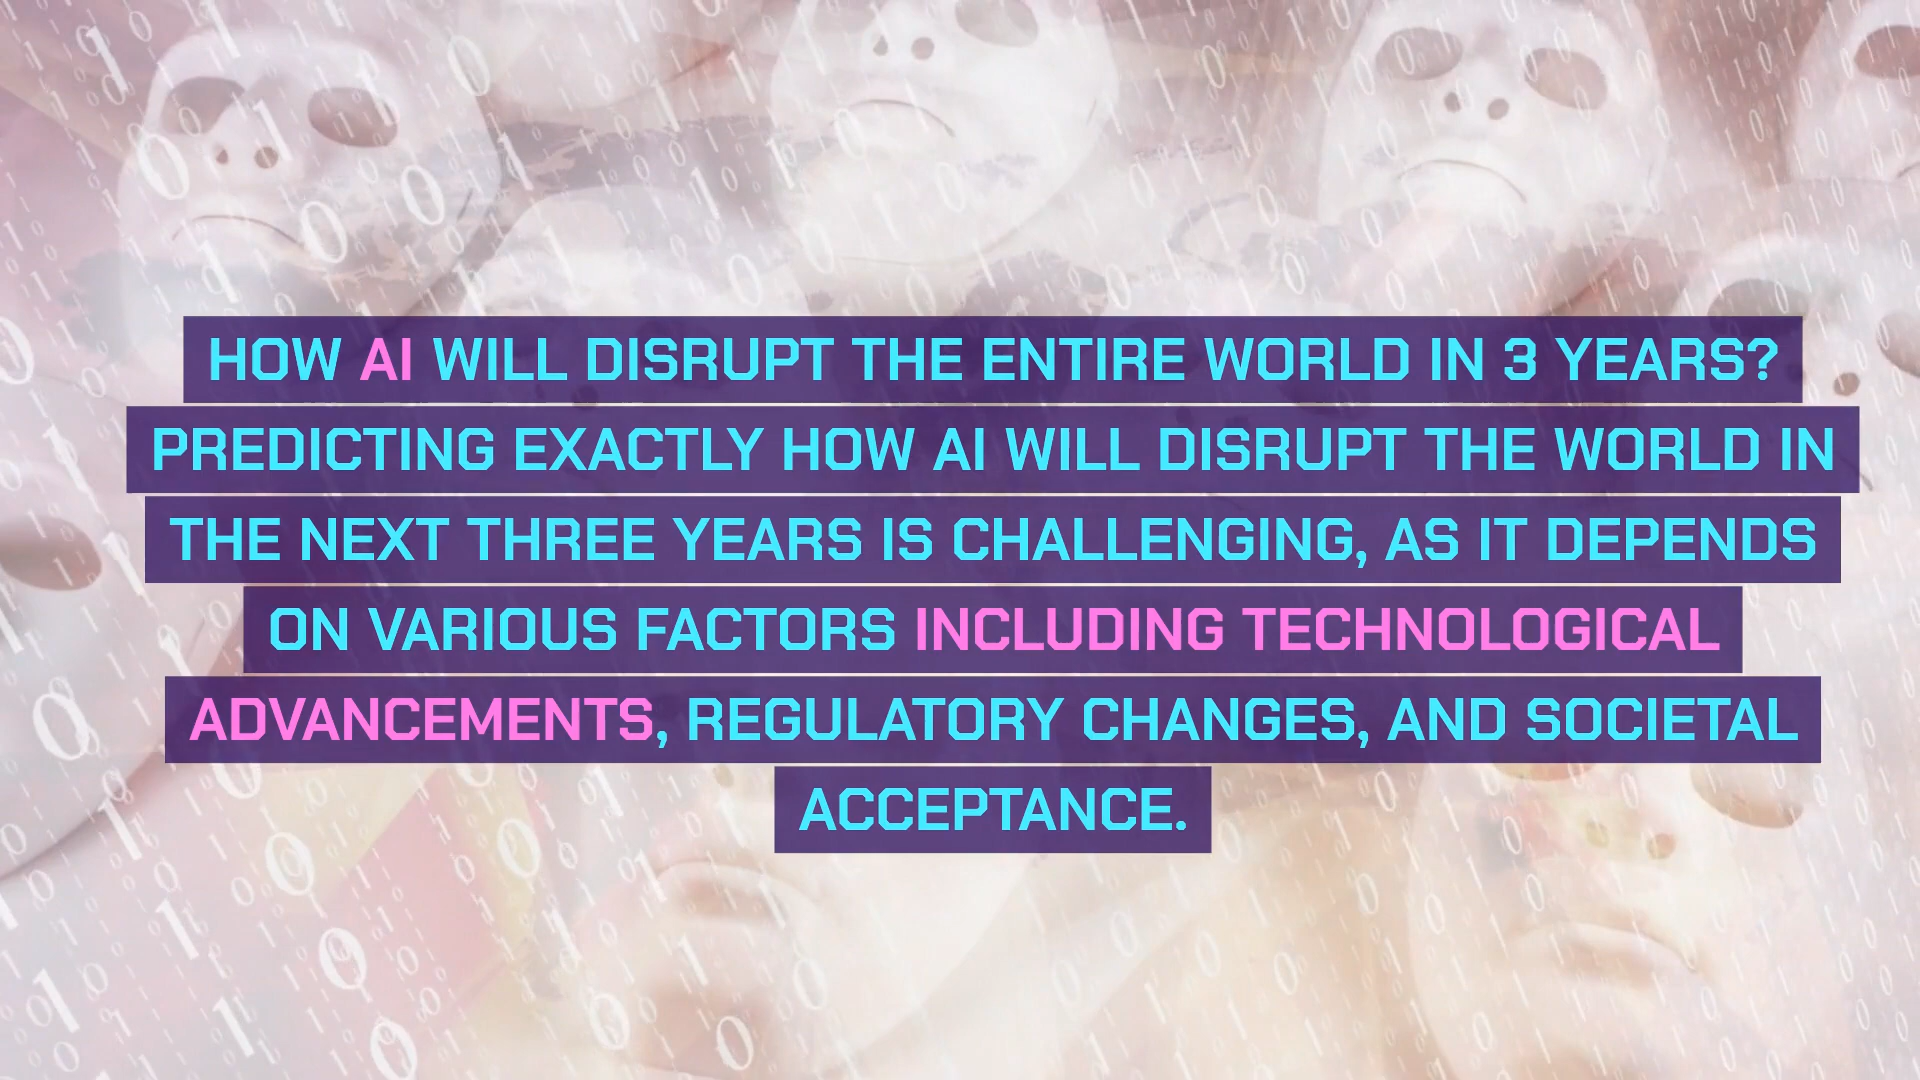 HOW AI WILL DISRUPT THE ENTIRE WORLD IN 3 YEARS?
PREDICTING EXACTLY HOW AI WILL DISRUPT THE WORLD IN
THE NEXT THREE YEARS IS CHALLENGING, AS IT DEPENDS
ON VARIOUS FACTORS INCLUDING TECHNOLOGICAL
ADVANCEMENTS, REGULATORY CHANGES, AND SOCIETAL
ACCEPTANCE.